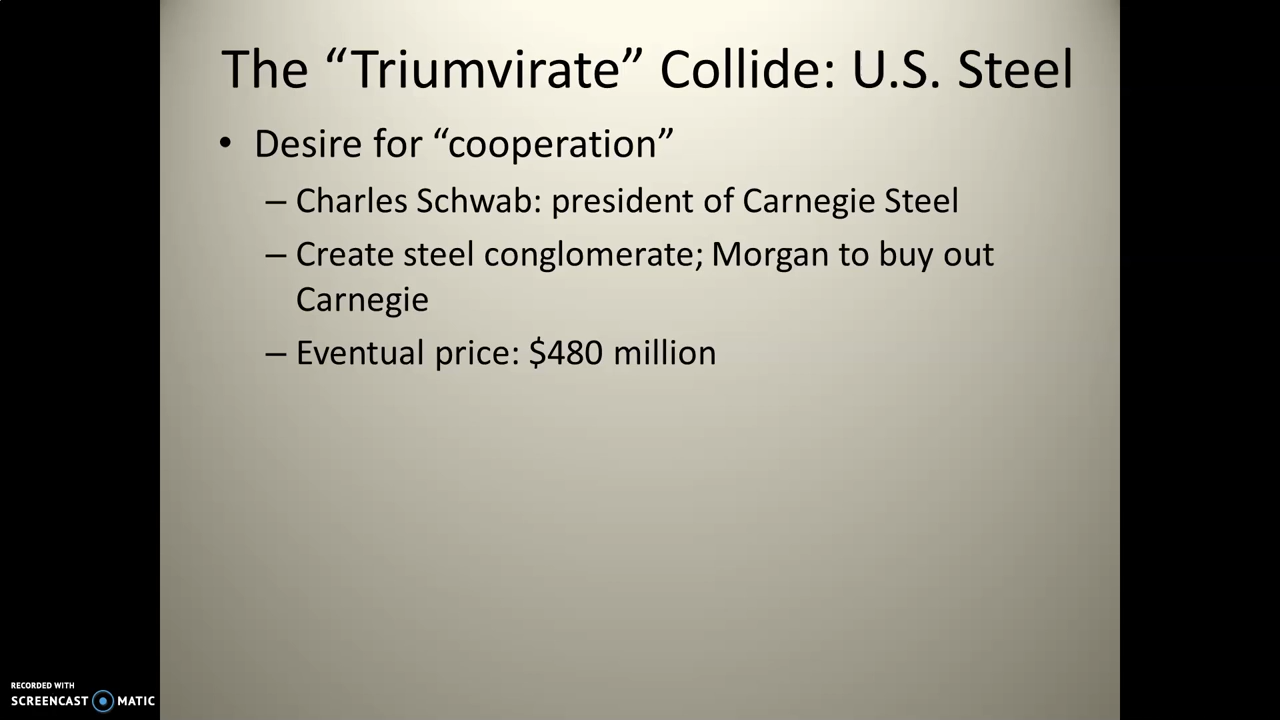 The “Triumvirate” Collide: U.S. Steel
• Desire for “cooperation”
– Charles Schwab: president of Carnegie Steel
– Create steel conglomerate; Morgan to buy out
Carnegie
– Eventual price: $480 million
RECORDED WITH
SCREENCAST MATIC